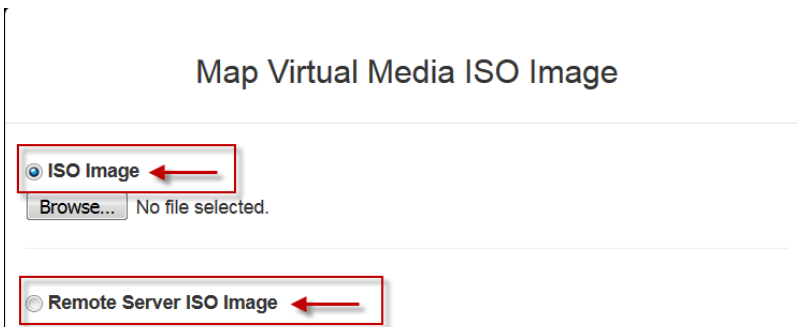 Map Virtual Media ISO Image
ISO Image
Browse... No file selected.
Remote Server ISO Image